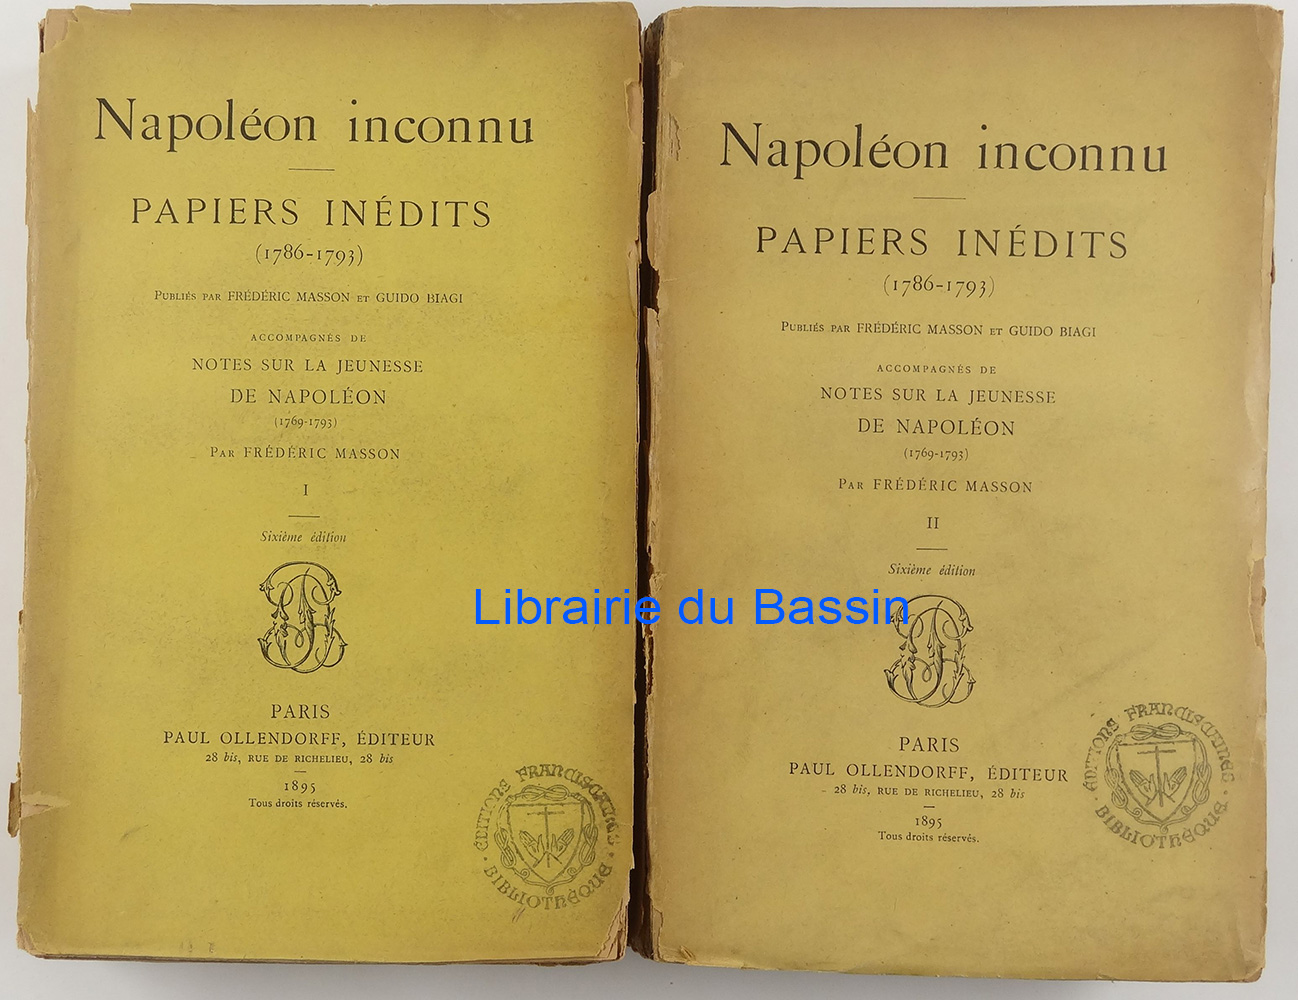 Napoléon inconnu
PAPIERS INÉDITS
(1786-1793)
PUBLIÉS PAR FRÉDÉRIC MASSON ET GUIDO BIAGI
ACCOMPAGNÉS DE
NOTES SUR LA JEUNESSE
DE NAPOLÉON
(1769-1793)
PAR FRÉDÉRIC MASSON
I
Sixième édition
PARIS
PAUL OLLENDORFF, ÉDITEUR
28 bis, RUE DE RICHELIEU, 28 bis
1895
Tous droits réservés.
ÉDITIONS FRANCISCAINES
BIBLIOTHÈQUE
Napoléon inconnu
PAPIERS INÉDITS
(1786-1793)
PUBLIÉS PAR FRÉDÉRIC MASSON ET GUIDO BIAGI
ACCOMPAGNÉS DE
NOTES SUR LA JEUNESSE
DE NAPOLÉON
(1769-1793)
PAR FRÉDÉRIC MASSON
II
Sixième édition
PARIS
PAUL OLLENDORFF, ÉDITEUR
28 bis, RUE DE RICHELIEU, 28 bis
1895
Tous droits réservés.
ÉDITIONS FRANCISCAINES
BIBLIOTHÈQUE
Librairie du Bassin